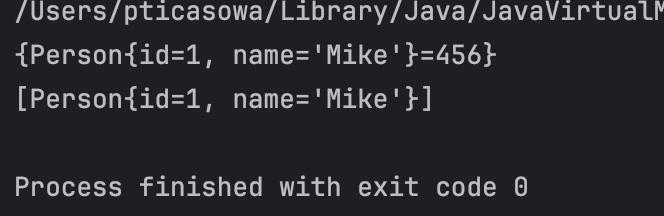 /Users/pticasowa/Library/Java/JavaVirtualM
{Person{id=1, name='Mike'}=456}
[Person{id=1, name='Mike'}]
Process finished with exit code 0